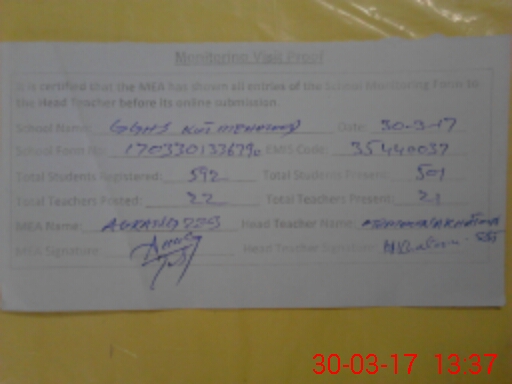 Monitoring Visit Proof
It is certified that the MEA has shown all entries of the School Monitoring Form to
the Head Teacher before its online submission.
School Name: GGHS Kot Date: 30-3-17
School Form No: EMIS Code: 35440037
Total Students Registered: 592 Total Students Present: 501
Total Teachers Posted: 22 Total Teachers Present: 21
MEA Name: Head Teacher Name:
MEA Signature: Head Teacher Signature:
30-03-17 13:37